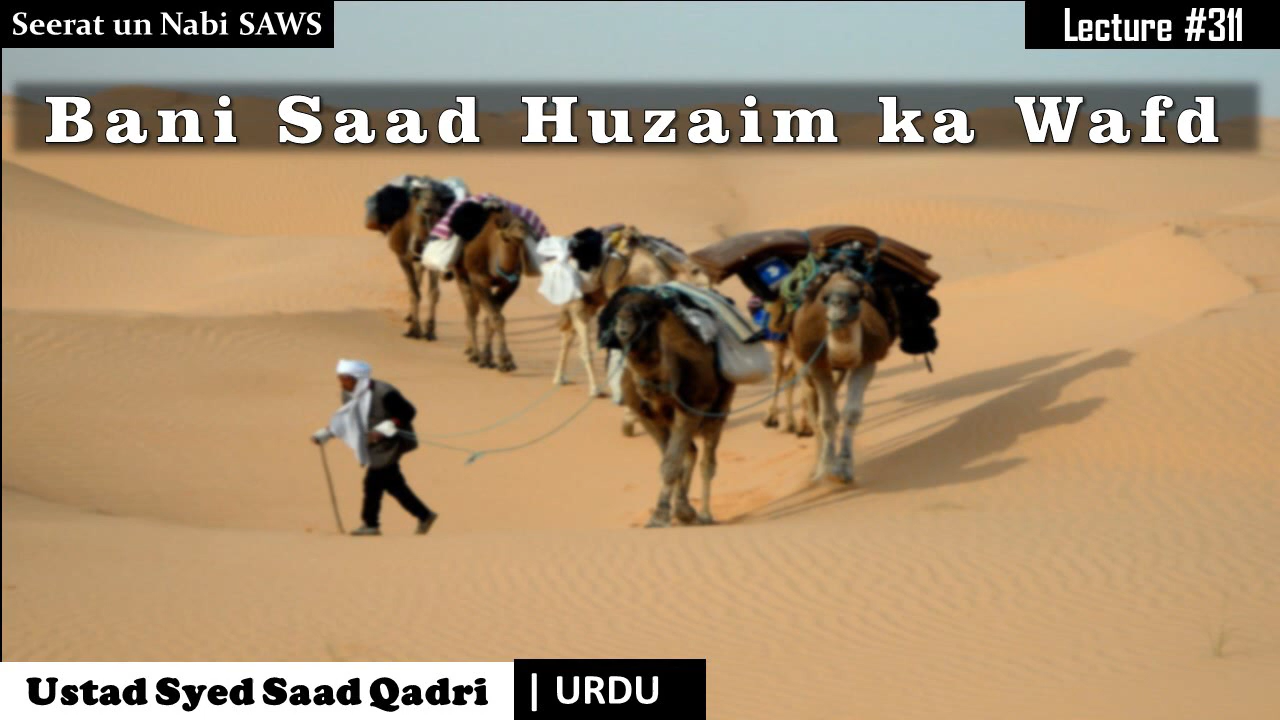 Seerat un Nabi SAWS
Lecture #311
Bani Saad Huzaim ka Wafd
Ustad Syed Saad Qadri | URDU